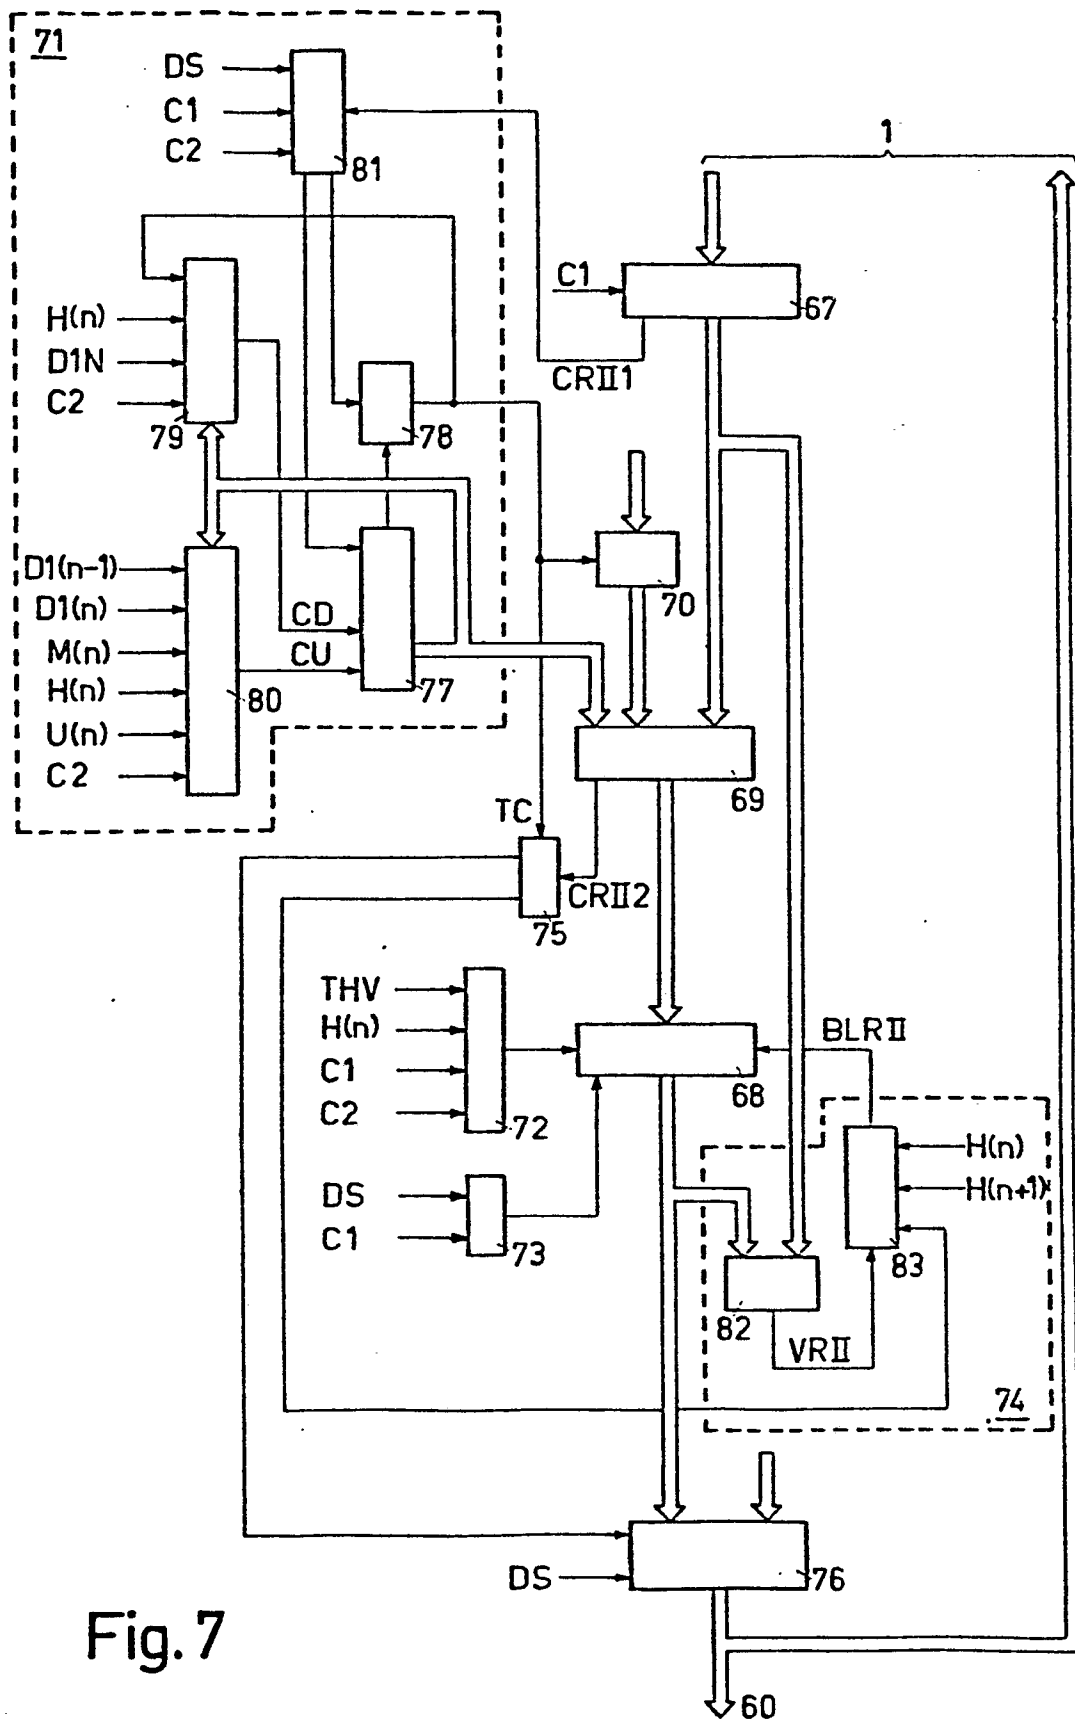 71
DS
C1
C2
81
1
C1
67
CRII1
H(n)
D1N
C2
79
78
70
D1(n-1)
D1(n)
M(n)
H(n)
U(n)
C2
80
CD
CU
77
69
TC
CRII2
75
THV
H(n)
C1
C2
72
68
BLRII
DS
C1
73
H(n)
H(n+1)
83
82
VRII
74
DS
76
60
Fig. 7